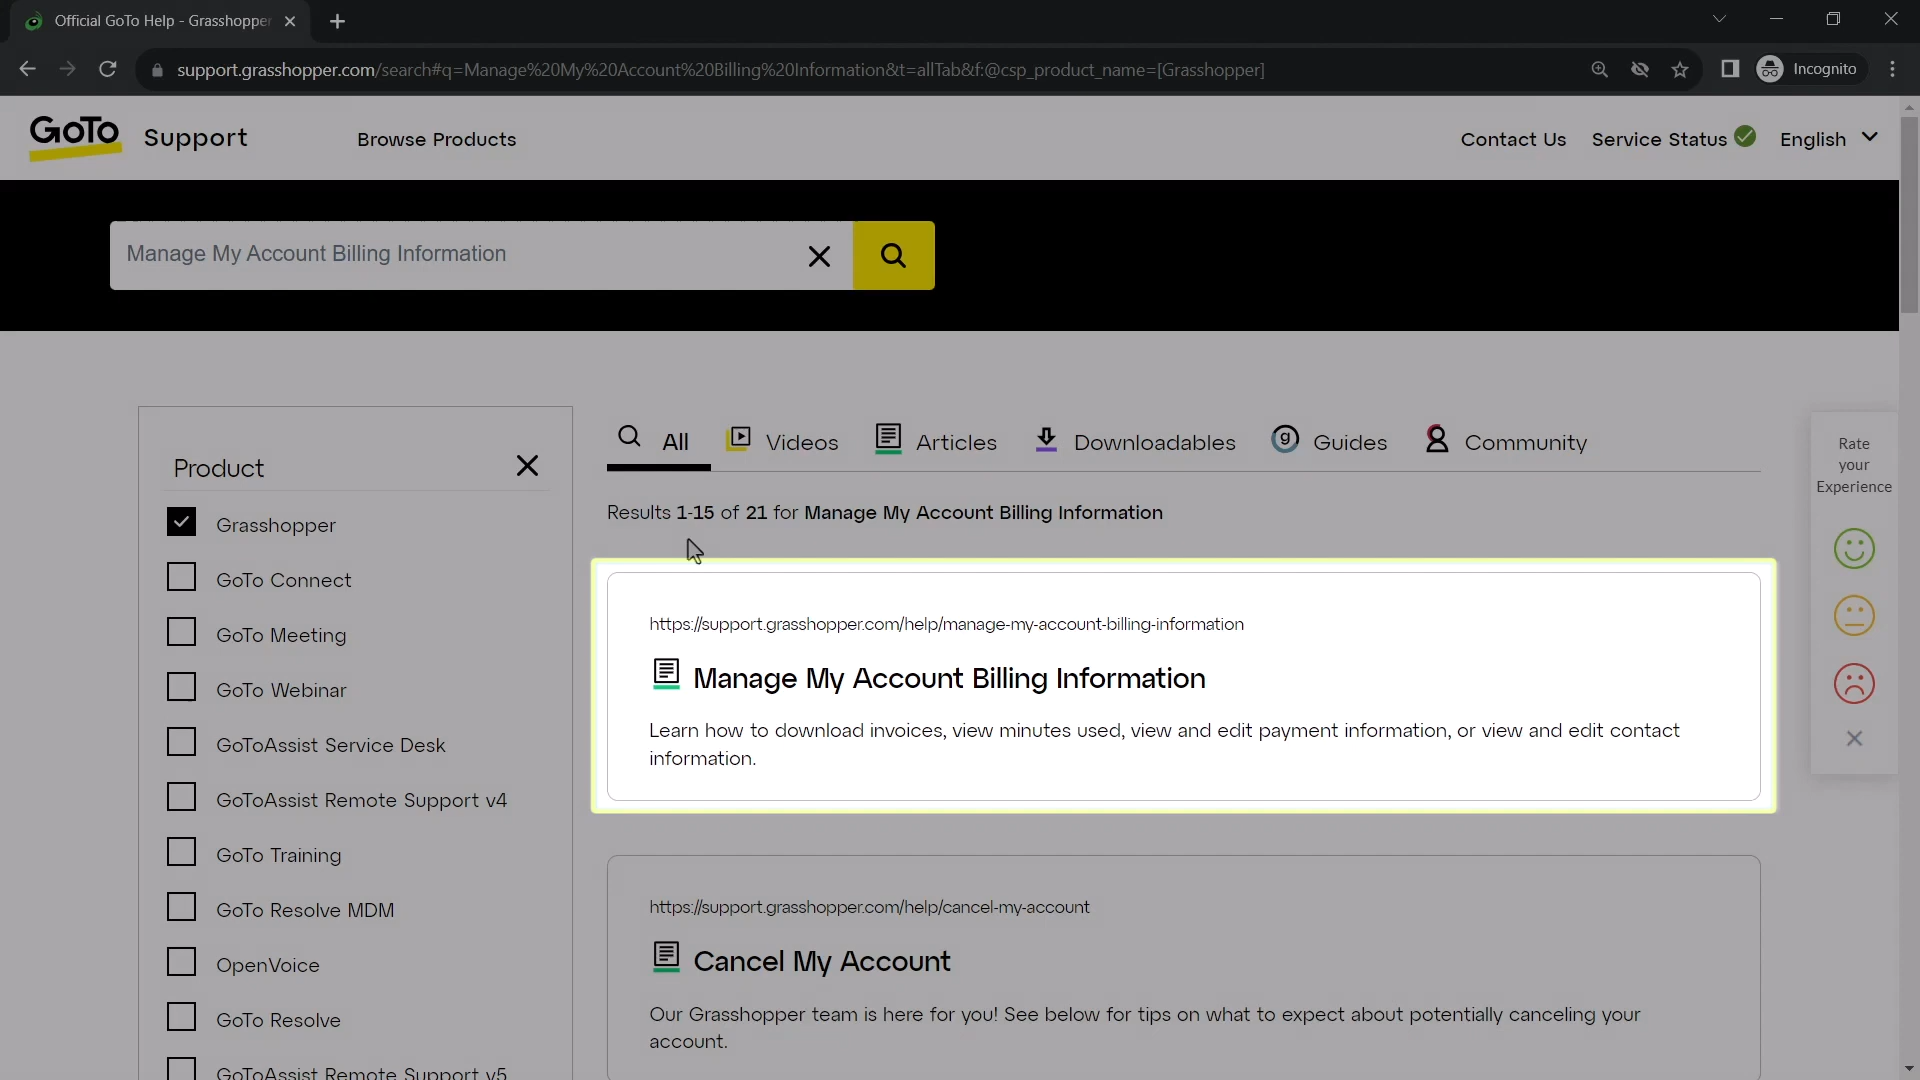 Official GoTo Help - Grasshopper
support.grasshopper.com/search#q=Manage%20My%20Account%20Billing%20Information&t=allTab&f:@csp_product_name=[Grasshopper]
Incognito
GoTo Support
Browse Products
Contact Us
Service Status
English
Manage My Account Billing Information
Product
Grasshopper
GoTo Connect
GoTo Meeting
GoTo Webinar
GoToAssist Service Desk
GoToAssist Remote Support v4
GoTo Training
GoTo Resolve MDM
OpenVoice
GoTo Resolve
GoToAssist Remote Support v5
All
Videos
Articles
Downloadables
Guides
Community
Results 1-15 of 21 for Manage My Account Billing Information
https://support.grasshopper.com/help/manage-my-account-billing-information
Manage My Account Billing Information
Learn how to download invoices, view minutes used, view and edit payment information, or view and edit contact
information.
https://support.grasshopper.com/help/cancel-my-account
Cancel My Account
Our Grasshopper team is here for you! See below for tips on what to expect about potentially canceling your
account.
Rate
your
Experience